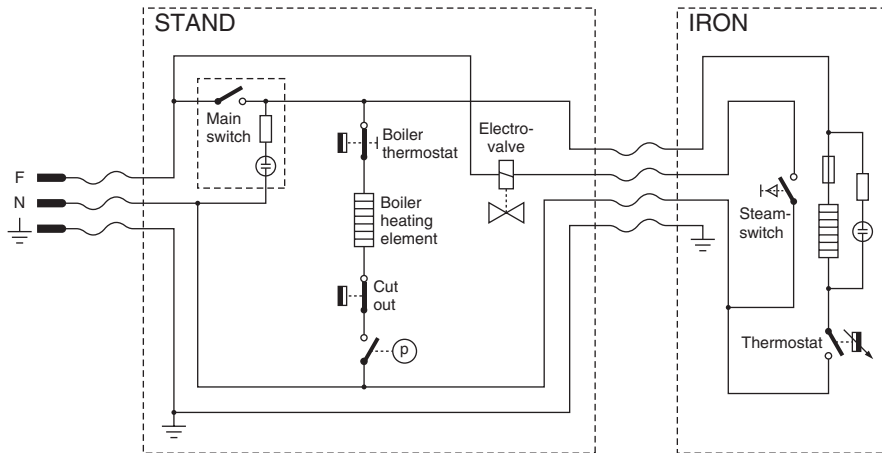 STAND
IRON
Main
switch
Boiler
thermostat
Electro-
valve
F
N
Boiler
heating
element
Steam-
switch
Cut
out
p
Thermostat